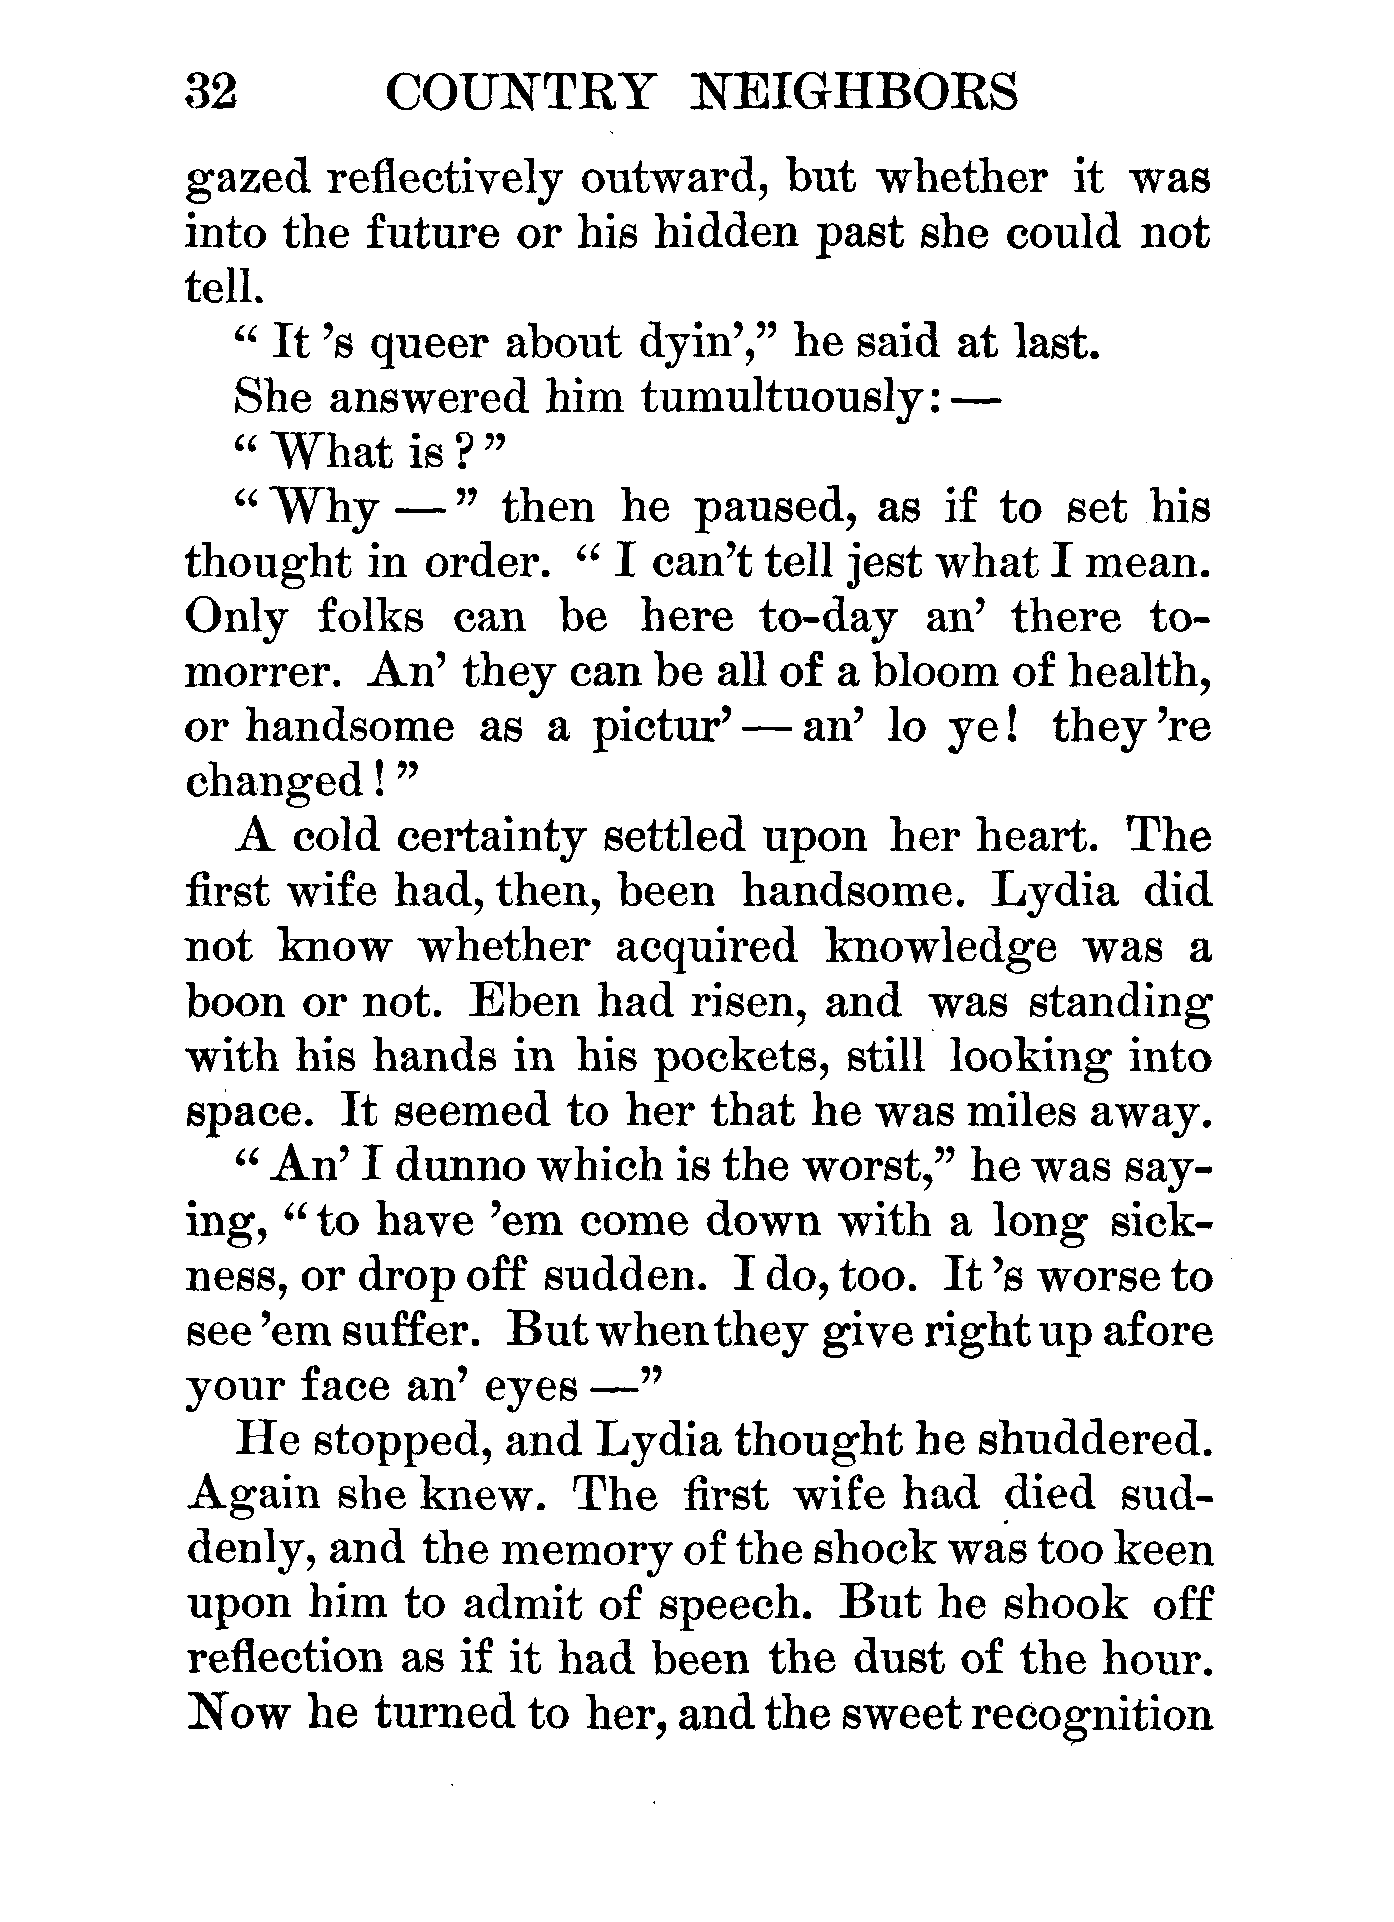 32 COUNTRY NEIGHBORS
gazed reflectively outward, but whether it was
into the future or his hidden past she could not
tell.
“ It ’s queer about dyin’,” he said at last.
She answered him tumultuously: —
“ What is ? ”
“ Why — ” then he paused, as if to set his
thought in order. “ I can’t tell jest what I mean.
Only folks can be here to-day an’ there to-
morrer. An’ they can be all of a bloom of health,
or handsome as a pictur’ — an’ lo ye! they ’re
changed ! ”
A cold certainty settled upon her heart. The
first wife had, then, been handsome. Lydia did
not know whether acquired knowledge was a
boon or not. Eben had risen, and was standing
with his hands in his pockets, still looking into
space. It seemed to her that he was miles away.
“ An’ I dunno which is the worst,” he was say-
ing, “ to have ’em come down with a long sick-
ness, or drop off sudden. I do, too. It ’s worse to
see ’em suffer. But when they give right up afore
your face an’ eyes —”
He stopped, and Lydia thought he shuddered.
Again she knew. The first wife had died sud-
denly, and the memory of the shock was too keen
upon him to admit of speech. But he shook off
reflection as if it had been the dust of the hour.
Now he turned to her, and the sweet recognition